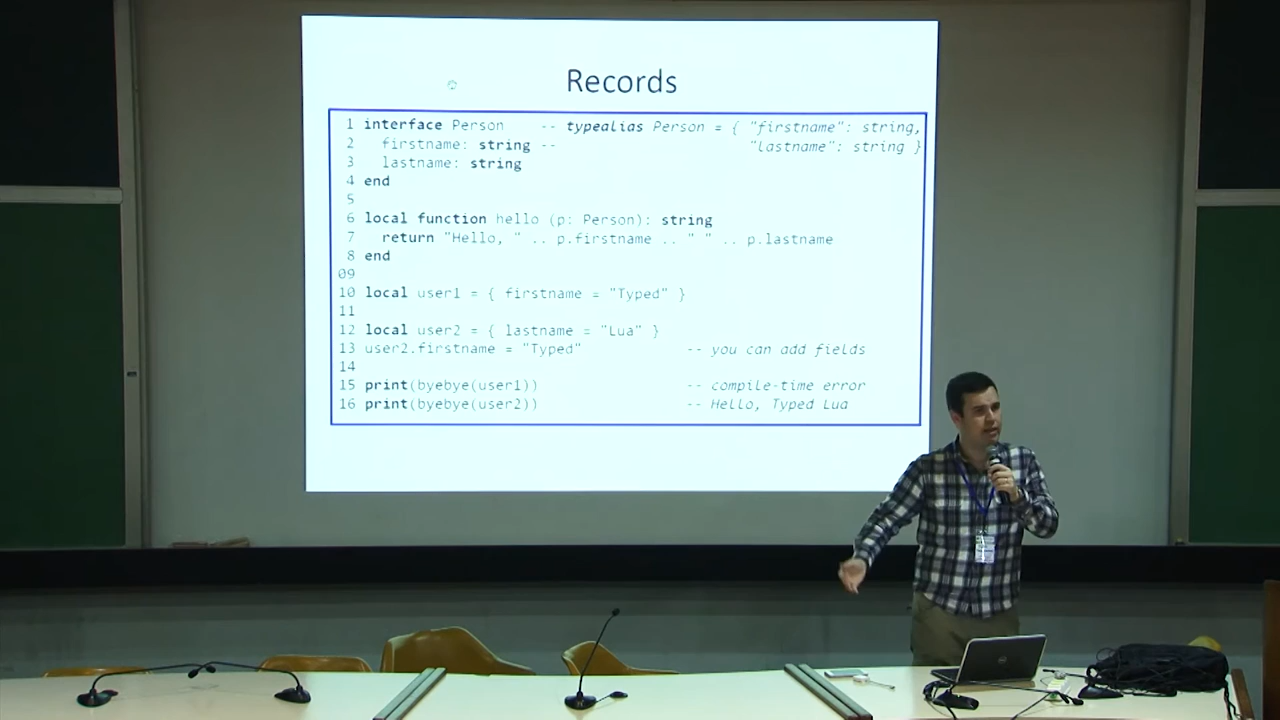 Records
1 interface Person -- typealias Person = { "firstname": string,
2 firstname: string -- "lastname": string }
3 lastname: string
4 end
5
6 local function hello (p: Person): string
7 return "Hello, " .. p.firstname .. " " .. p.lastname
8 end
09
10 local user1 = { firstname = "Typed" }
11
12 local user2 = { lastname = "Lua" }
13 user2.firstname = "Typed" -- you can add fields
14
15 print(byebye(user1)) -- compile-time error
16 print(byebye(user2)) -- Hello, Typed Lua